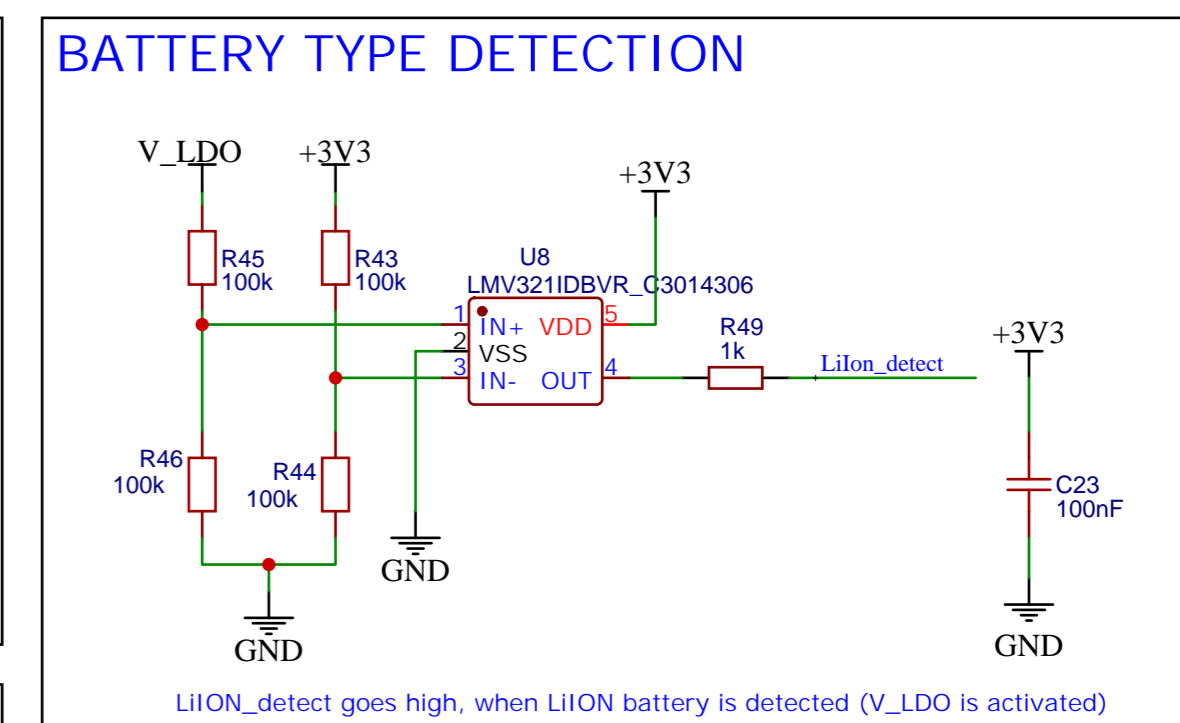 BATTERY TYPE DETECTION
V_LDO
+3V3
+3V3
R45
100k
R43
100k
U8
LMV321IDBVR_C3014306
1
IN+
VDD
5
2
VSS
3
IN-
OUT
4
R49
1k
LiIon_detect
+3V3
R46
100k
R44
100k
C23
100nF
GND
GND
GND
LiION_detect goes high, when LiION battery is detected (V_LDO is activated)